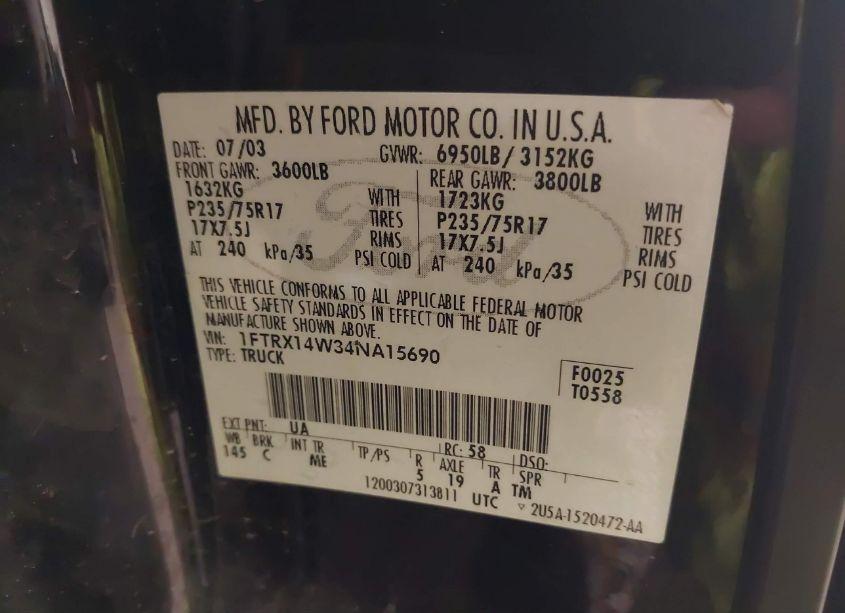 MFD. BY FORD MOTOR CO. IN U.S.A.
DATE: 07/03 GVWR: 6950LB/ 3152KG
FRONT GAWR: 3600LB REAR GAWR: 3800LB
1632KG WITH 1723KG WITH
P235/75R17 TIRES P235/75R17 TIRES
17X7.5J RIMS 17X7.5J RIMS
AT 240 kPa/35 PSI COLD AT 240 kPa/35 PSI COLD
Ford
THIS VEHICLE CONFORMS TO ALL APPLICABLE FEDERAL MOTOR
VEHICLE SAFETY STANDARDS IN EFFECT ON THE DATE OF
MANUFACTURE SHOWN ABOVE.
VIN: 1FTRX14W34NA15690
TYPE: TRUCK
F0025
T0558
EXT PNT: UA RC: 58 DSO:
WB BRK INT TR TP/PS R AXLE TR SPR
145 C ME 5 19 A TM
1200307313811 UTC ▽ 2U5A-1520472-AA